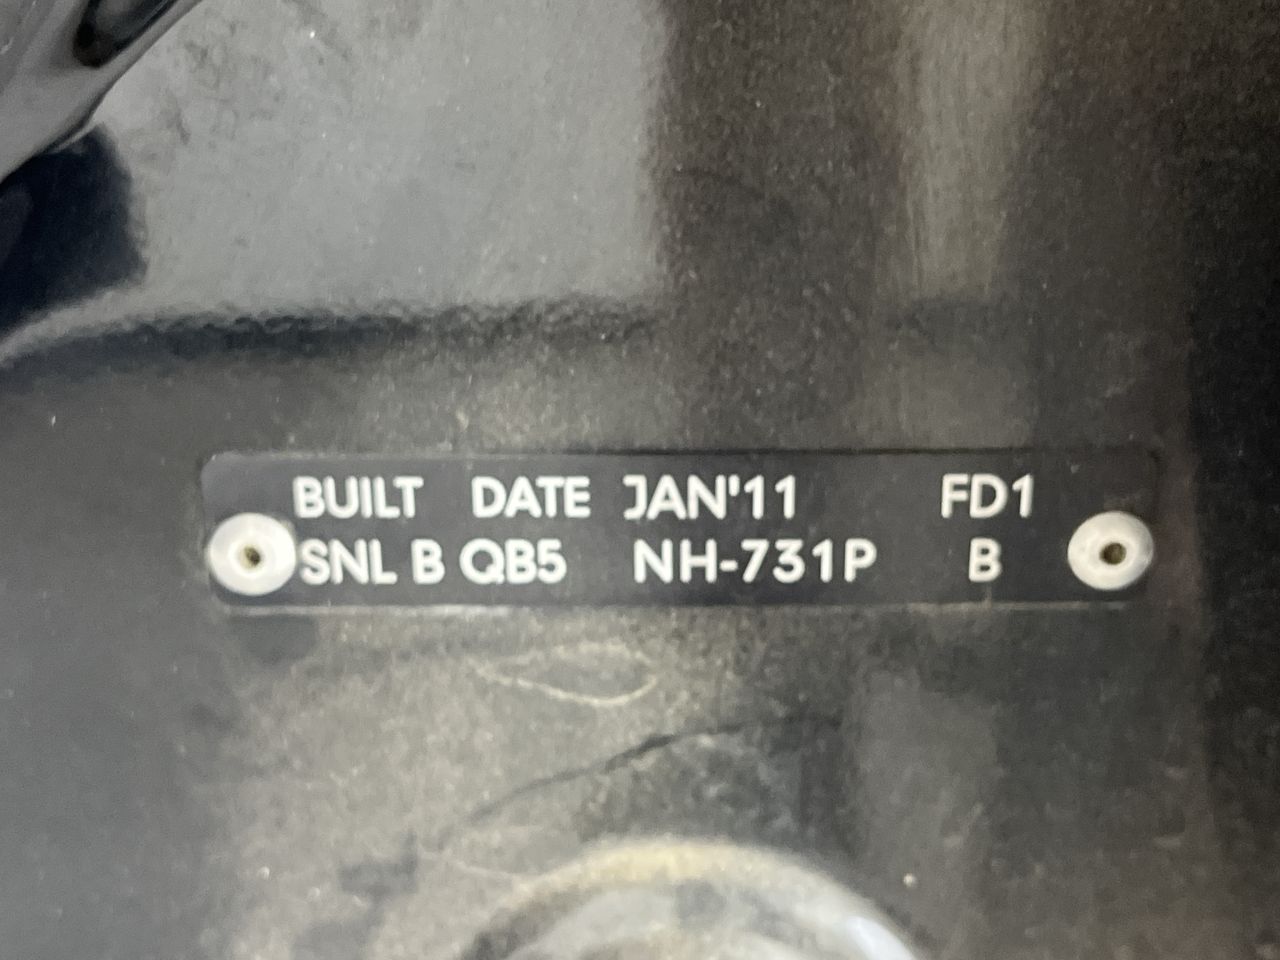 BUILT DATE JAN'11 FD1
SNL B QB5 NH-731P B